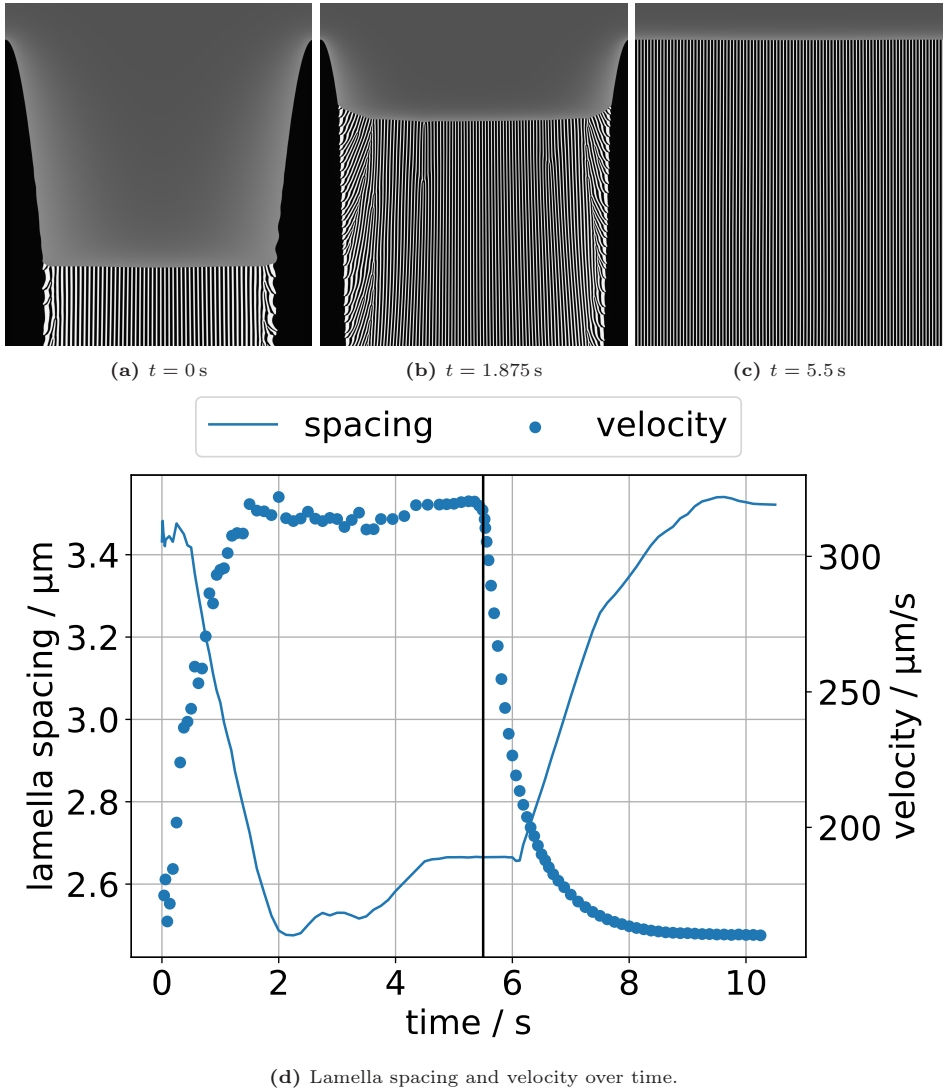 (a) t = 0 s
(b) t = 1.875 s
(c) t = 5.5 s
spacing
velocity
lamella spacing / μm
3.4
3.2
3.0
2.8
2.6
300
250
200
velocity / μm/s
0 2 4 6 8 10
time / s
(d) Lamella spacing and velocity over time.